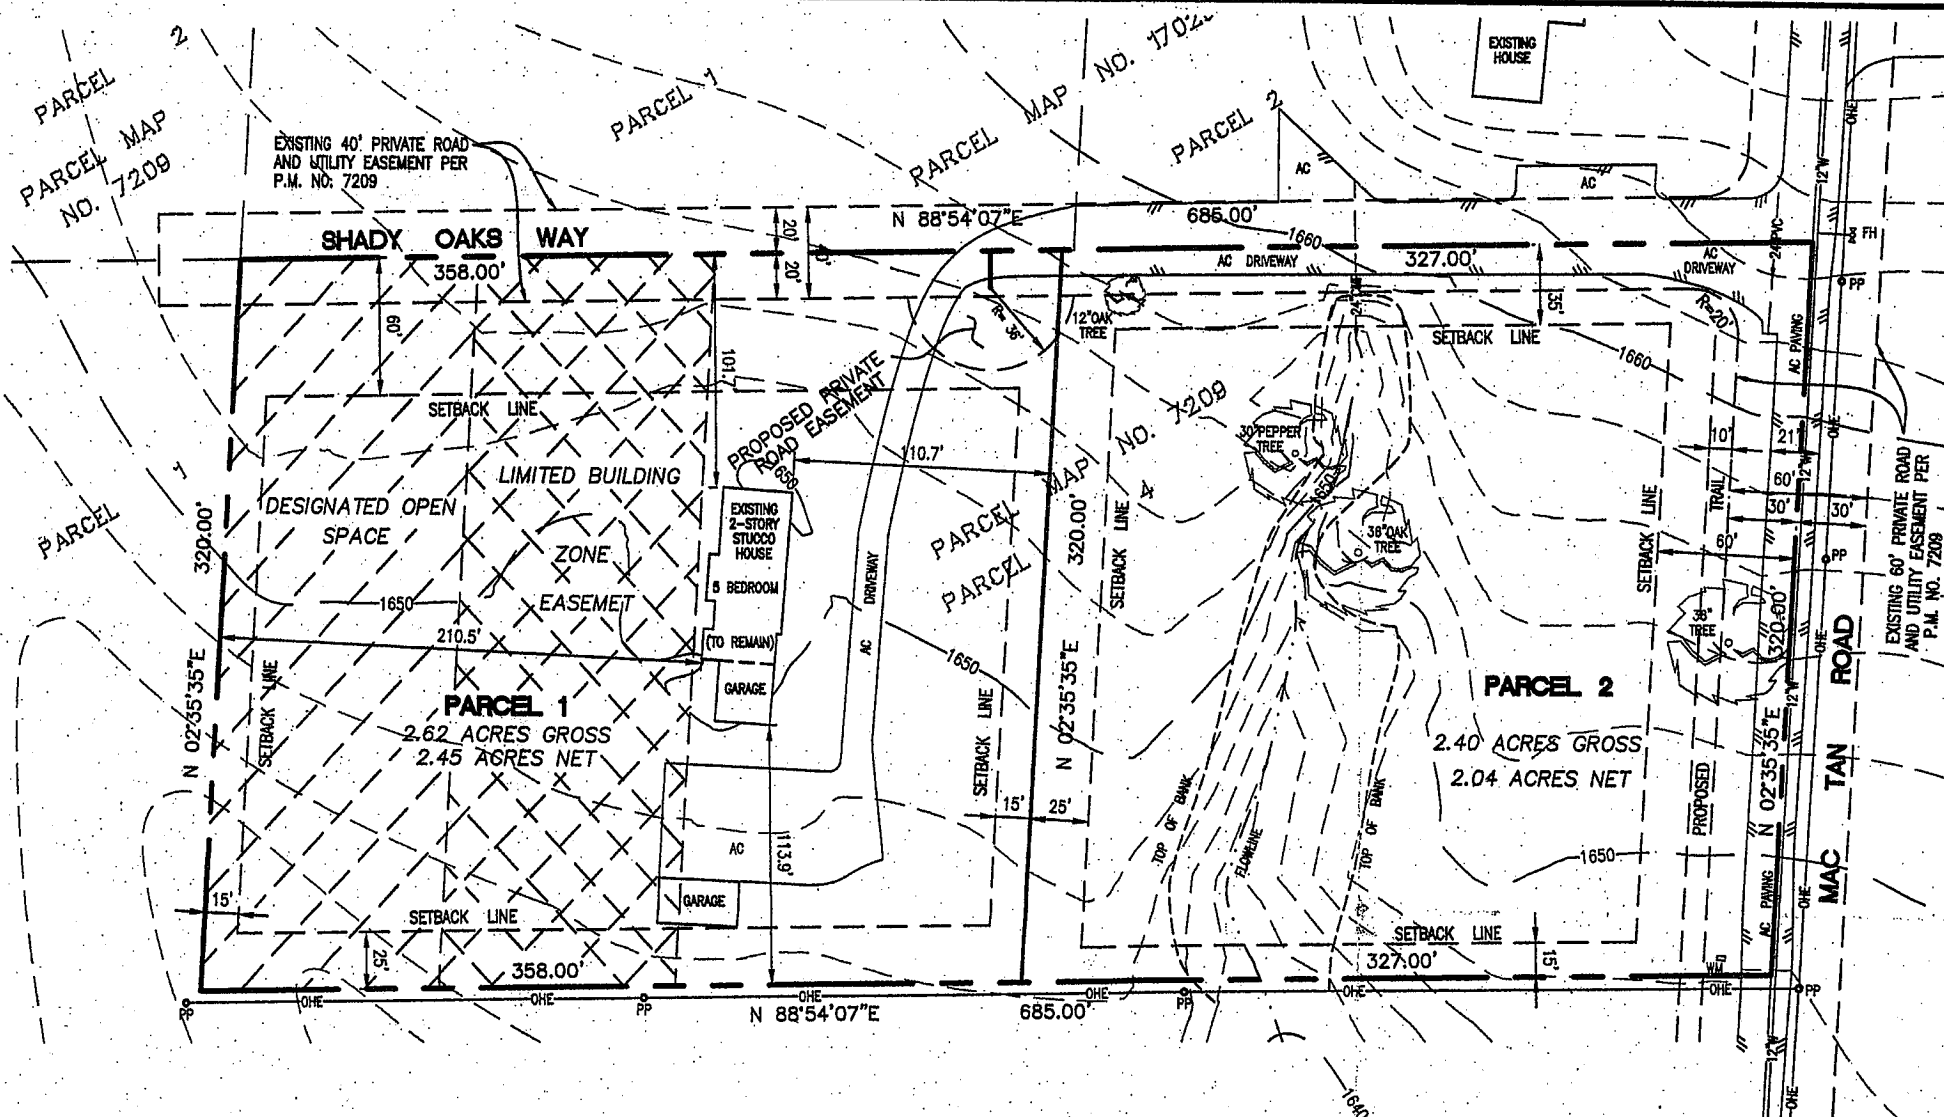 2
PARCEL
PARCEL MAP
NO. 7209
EXISTING 40' PRIVATE ROAD
AND UTILITY EASEMENT PER
P.M. NO: 7209
PARCEL 1
PARCEL MAP NO.
PARCEL 2
EXISTING
HOUSE
AC
AC
OHE
12"W
FH
PP
N 88°54'07"E
685.00'
1660
SHADY OAKS WAY
358.00'
20'
20'
40'
AC DRIVEWAY
327.00'
AC
DRIVEWAY
35'
60'
101.
R= 38'
12"OAK
TREE
SETBACK LINE
R=20'
1660
AC PAVING
SETBACK LINE
PROPOSED PRIVATE
ROAD EASEMENT
110.7'
PARCEL MAP NO. 7209
PARCEL 4
30"PEPPER
TREE
1650
38"OAK
TREE
10'
21'
12"W
60'
30'
30'
60'
TRAIL
OHE
PP
EXISTING 60' PRIVATE ROAD
AND UTILITY EASEMENT PER
P.M. NO. 7209
PARCEL 1
320.00'
N 02°35'35"E
LIMITED BUILDING
DESIGNATED OPEN
SPACE
ZONE
EASEMET
1650
210.5'
EXISTING
2-STORY
STUCCO
HOUSE
5 BEDROOM
(TO REMAIN)
GARAGE
AC DRIVEWAY
1650
320.00'
N 02°35'35"E
SETBACK LINE
SETBACK LINE
SETBACK LINE
38"
TREE
320.00'
N 02°35'35"E
12"W
OHE
MAC TAN ROAD
SETBACK LINE
PARCEL 1
2.62 ACRES GROSS
2.45 ACRES NET
PARCEL 2
2.40 ACRES GROSS
2.04 ACRES NET
PROPOSED
15'
25'
TOP OF BANK
FLOWLINE
TOP OF BANK
1650
AC
113.9'
GARAGE
15'
SETBACK LINE
25'
358.00'
SETBACK LINE
327.00'
15'
AC PAVING
WM
OHE
PP
OHE
OHE
PP
OHE
OHE
PP
OHE
OHE
PP
N 88°54'07"E
685.00'
12"W
OHE
1640